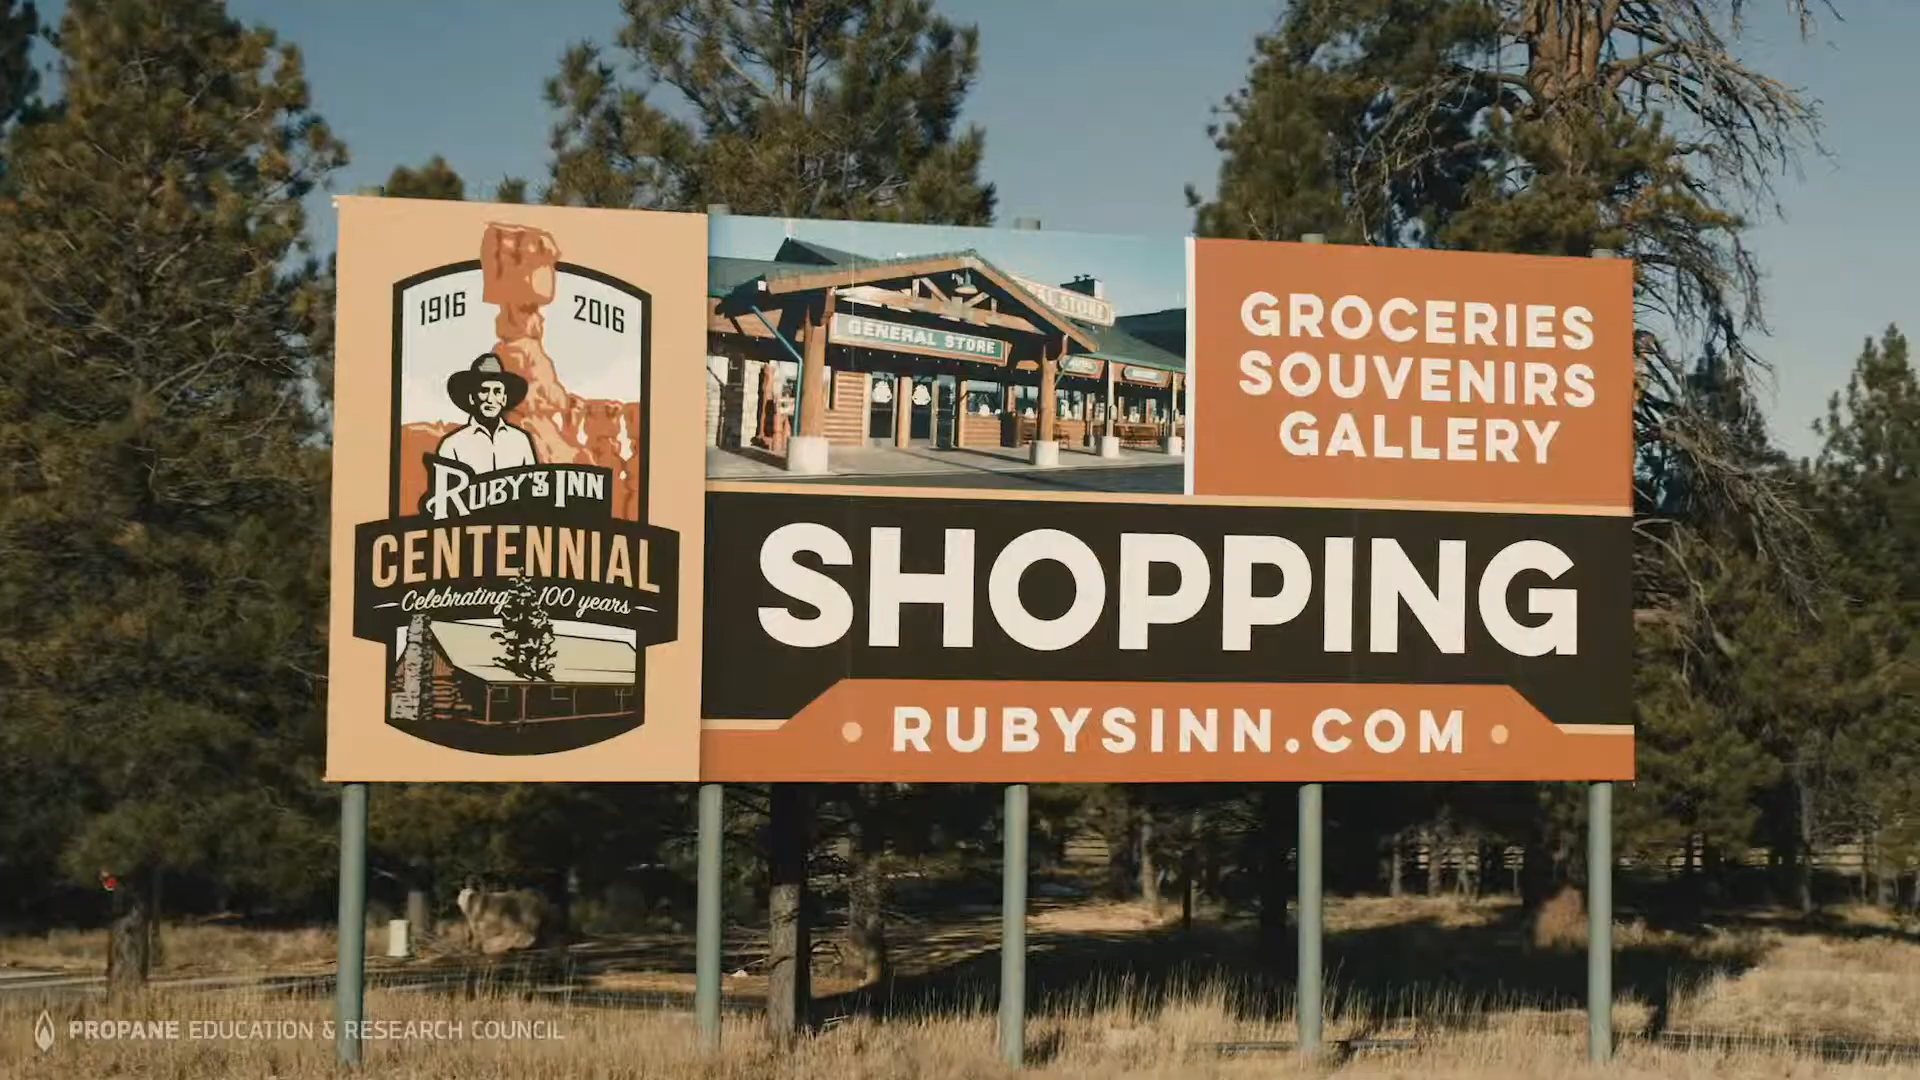 1916 2016
RUBY'S INN
CENTENNIAL
Celebrating 100 years
GENERAL STORE
GROCERIES
SOUVENIRS
GALLERY
SHOPPING
RUBYSINN.COM
PROPANE EDUCATION & RESEARCH COUNCIL